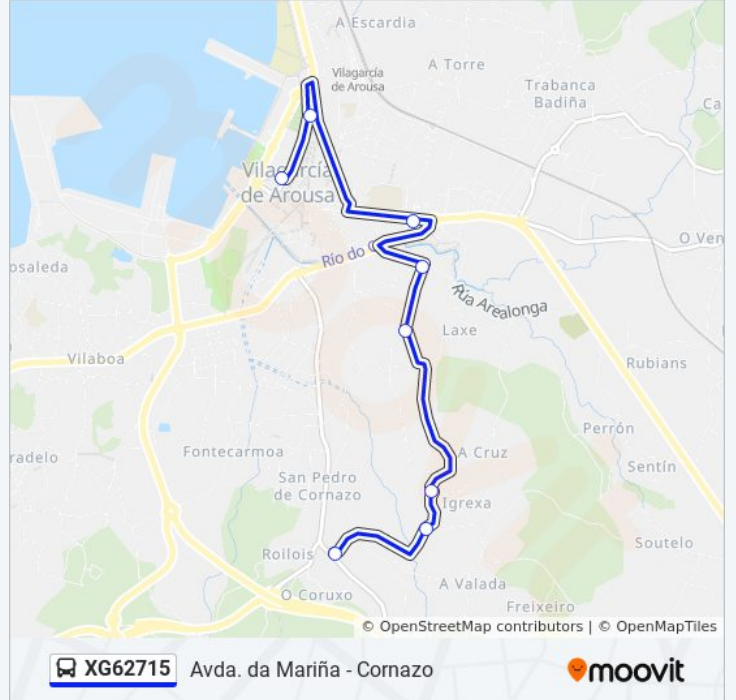 A Escardia
A Torre
Vilagarcía
de Arousa
Trabanca
Badiña
Ca
Vilagarcía
de Arousa
O Ven
Río do
osaleda
Rúa Arealonga
Laxe
Vilaboa
Rubians
Perrón
radelo
Fontecarmoa
A Cruz
Sentín
San Pedro
de Cornazo
Igrexa
Soutelo
Roilois
A Valada
O Coruxo
Freixeiro
© OpenStreetMap contributors | © OpenMapTiles
XG62715 Avda. da Mariña - Cornazo
moovit